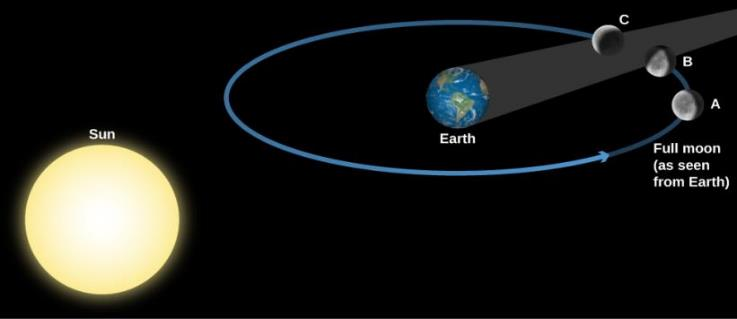 C
B
A
Earth
Sun
Full moon
(as seen
from Earth)